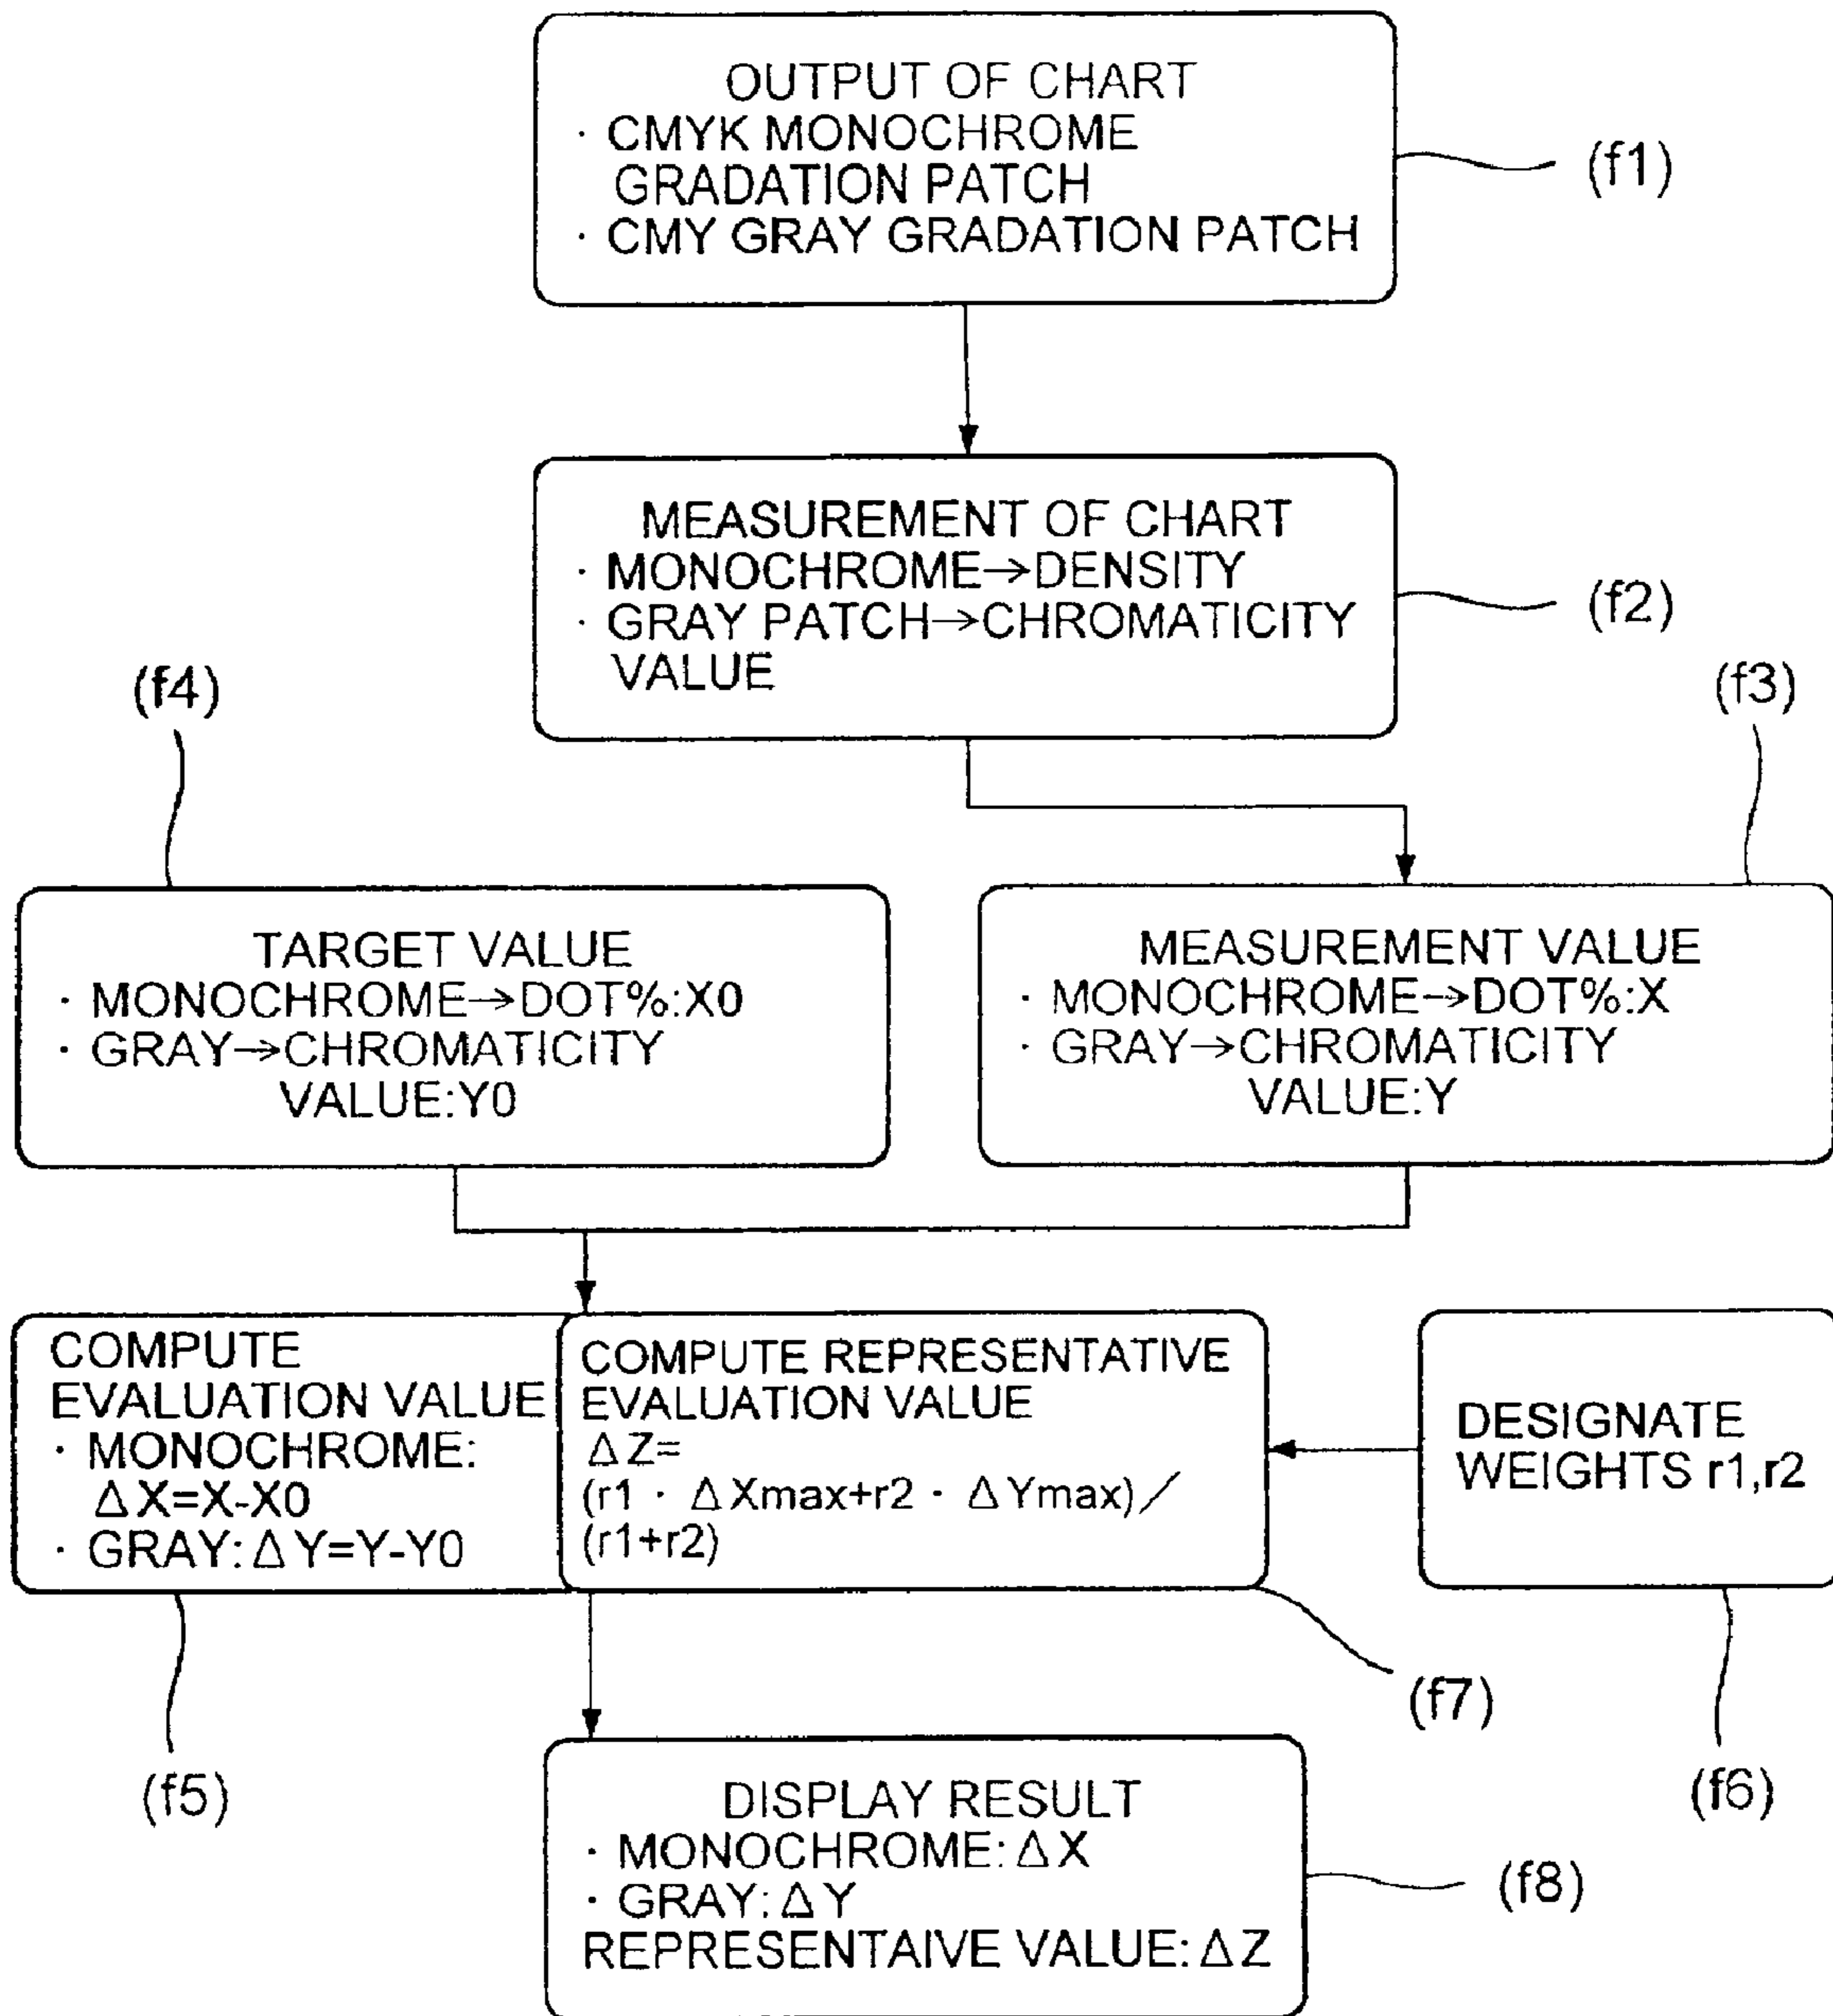 OUTPUT OF CHART
· CMYK MONOCHROME
GRADATION PATCH
· CMY GRAY GRADATION PATCH
(f1)
MEASUREMENT OF CHART
· MONOCHROME→DENSITY
· GRAY PATCH→CHROMATICITY
VALUE
(f2)
(f4)
(f3)
TARGET VALUE
· MONOCHROME→DOT%:X0
· GRAY→CHROMATICITY
VALUE:Y0
MEASUREMENT VALUE
· MONOCHROME→DOT%:X
· GRAY→CHROMATICITY
VALUE:Y
COMPUTE
EVALUATION VALUE
· MONOCHROME:
ΔX=X-X0
· GRAY:ΔY=Y-Y0
COMPUTE REPRESENTATIVE
EVALUATION VALUE
ΔZ=
(r1 · ΔXmax+r2 · ΔYmax)／
(r1+r2)
DESIGNATE
WEIGHTS r1,r2
(f5)
(f7)
(f6)
DISPLAY RESULT
· MONOCHROME:ΔX
· GRAY:ΔY
REPRESENTAIVE VALUE:ΔZ
(f8)